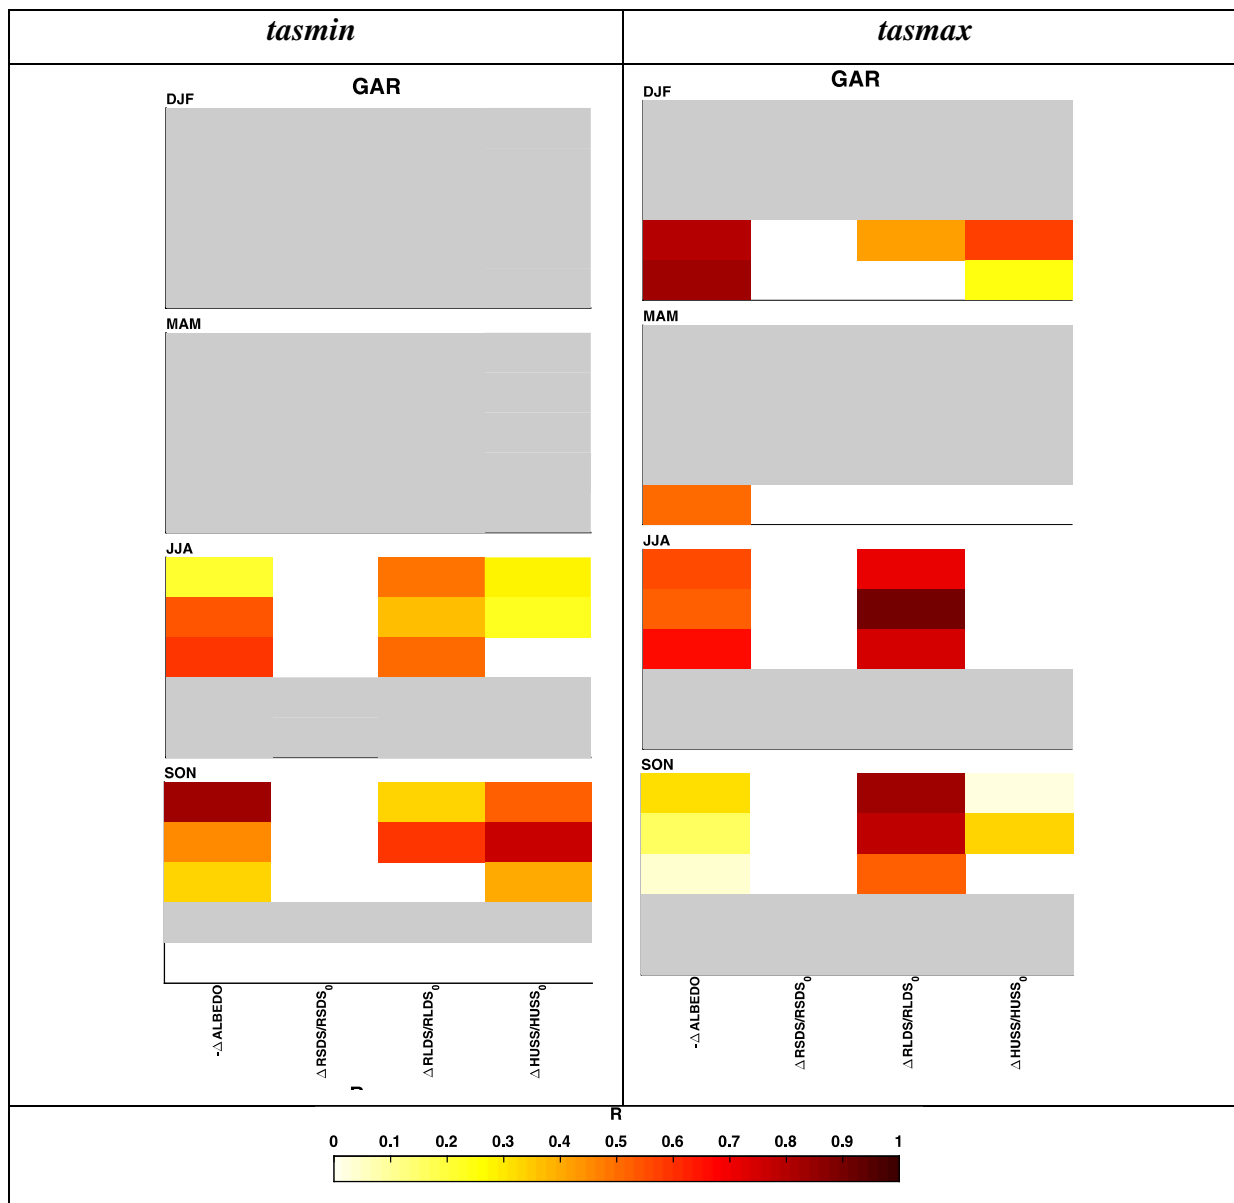 tasmin
tasmax
GAR
DJF
MAM
JJA
SON
-△ ALBEDO
△ RSDS/RSDS₀
△ RLDS/RLDS₀
△ HUSS/HUSS₀
GAR
DJF
MAM
JJA
SON
-△ ALBEDO
△ RSDS/RSDS₀
△ RLDS/RLDS₀
△ HUSS/HUSS₀
R
0 0.1 0.2 0.3 0.4 0.5 0.6 0.7 0.8 0.9 1